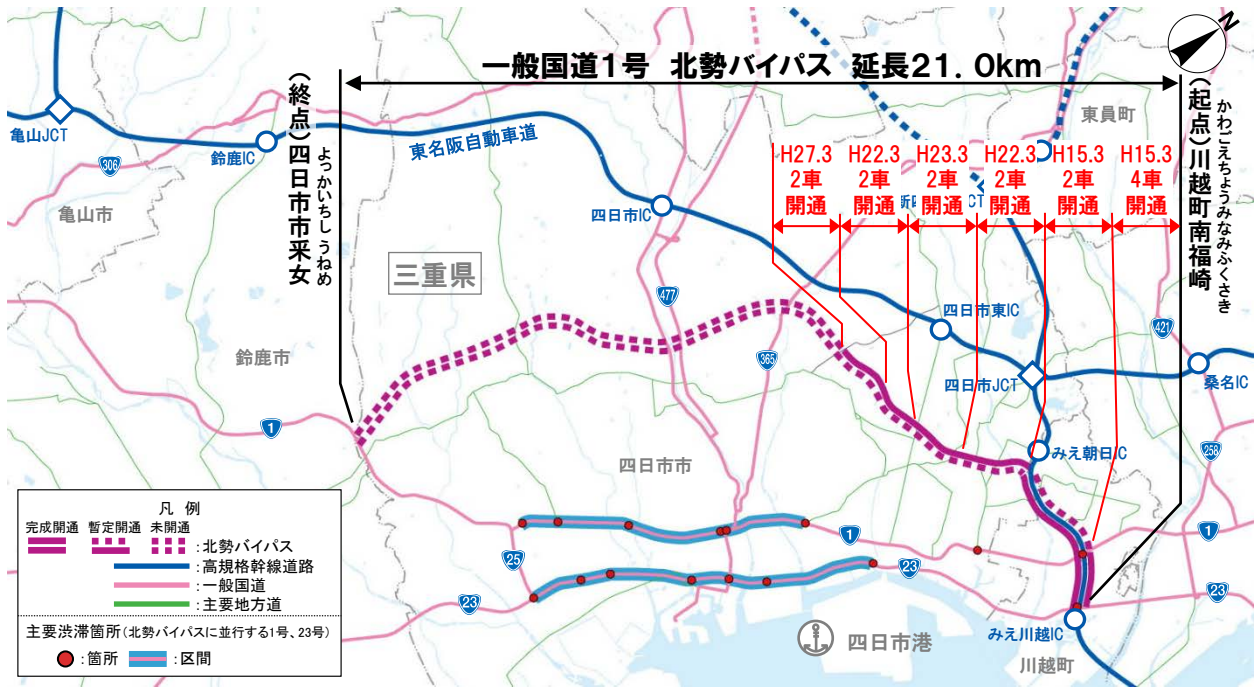 一般国道1号 北勢バイパス 延長21.0km
N
(終点)四日市市采女
よっかいちし うねめ
(起点)川越町南福崎
かわごえちょうみなみふくさき
亀山JCT
306
鈴鹿IC
東名阪自動車道
亀山市
四日市IC
東員町
H27.3
2車
開通
H22.3
2車
開通
H23.3
2車
開通
H22.3
2車
開通
H15.3
2車
開通
H15.3
4車
開通
CT
三重県
477
鈴鹿市
365
四日市東IC
421
四日市JCT
桑名IC
1
四日市市
みえ朝日IC
258
1
1
25
23
23
23
みえ川越IC
四日市港
川越町
凡 例
完成開通 暫定開通 未開通
:北勢バイパス
:高規格幹線道路
:一般国道
:主要地方道
主要渋滞箇所(北勢バイパスに並行する1号、23号)
:箇所 :区間